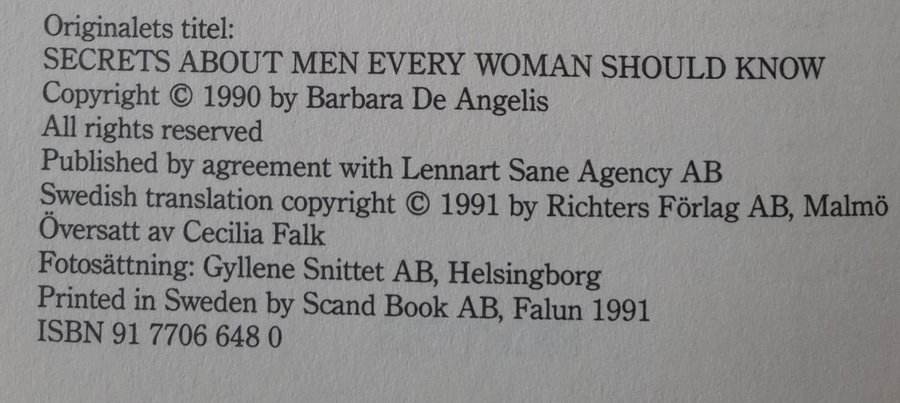 Originalets titel:
SECRETS ABOUT MEN EVERY WOMAN SHOULD KNOW
Copyright © 1990 by Barbara De Angelis
All rights reserved
Published by agreement with Lennart Sane Agency AB
Swedish translation copyright © 1991 by Richters Förlag AB, Malmö
Översatt av Cecilia Falk
Fotosättning: Gyllene Snittet AB, Helsingborg
Printed in Sweden by Scand Book AB, Falun 1991
ISBN 91 7706 648 0